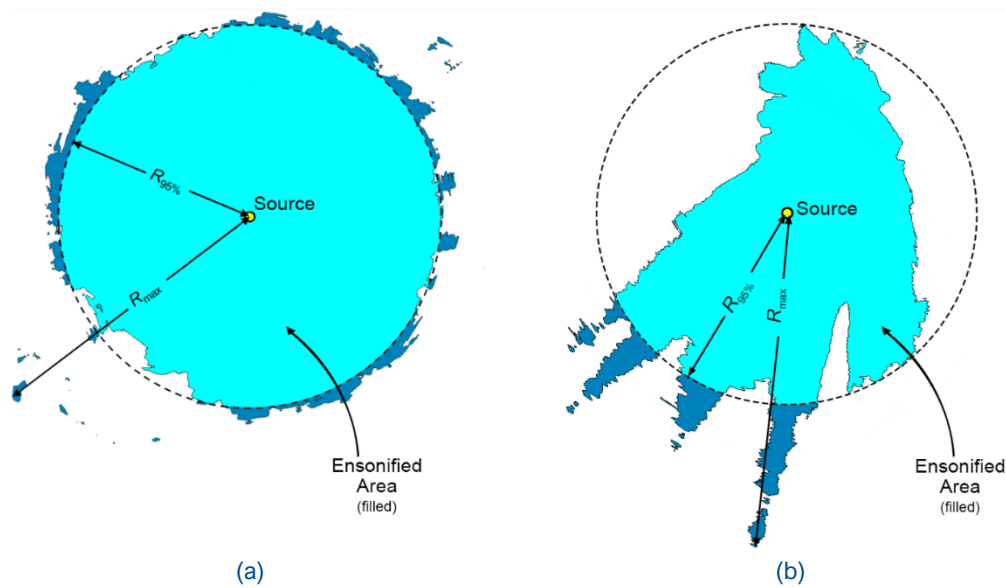 R95%
Source
Rmax
Ensonified
Area
(filled)
(a)
Source
R95%
Rmax
Ensonified
Area
(filled)
(b)